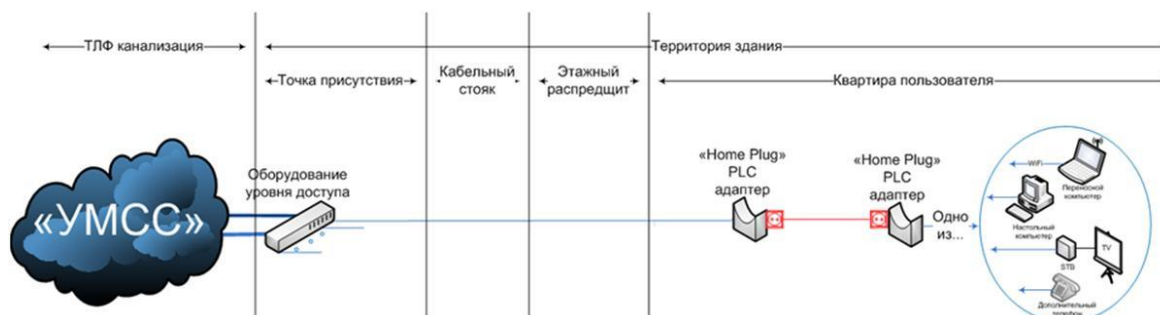 ТЛФ канализация
Территория здания
Точка присутствия
Кабельный
стояк
Этажный
распредщит
Квартира пользователя
Оборудование
уровня доступа
«УМСС»
«Home Plug»
PLC
адаптер
«Home Plug»
PLC
адаптер
Одно
из...
WiFi
Переносной
компьютер
Настольный
компьютер
TV
STB
Дополнительный
телефон